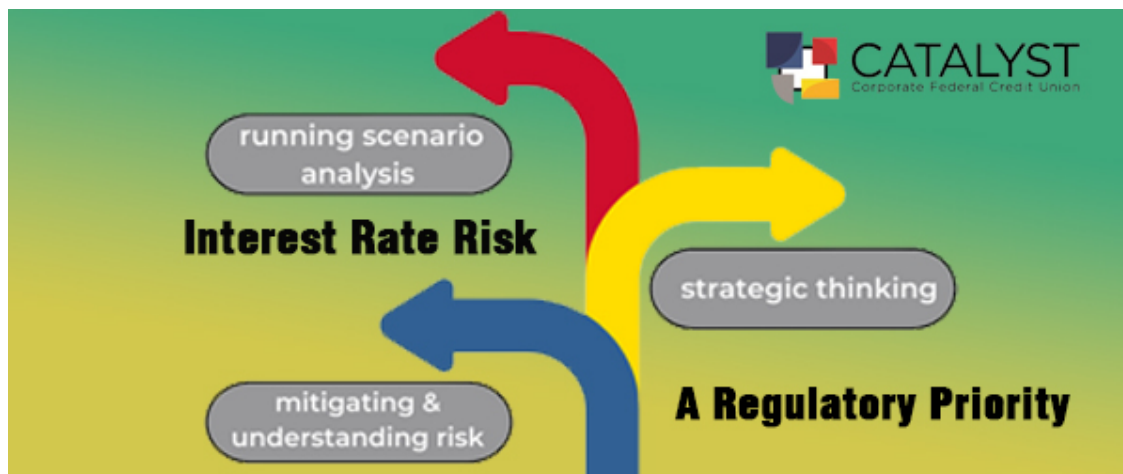 CATALYST
Corporate Federal Credit Union
running scenario
analysis
Interest Rate Risk
strategic thinking
mitigating &
understanding risk
A Regulatory Priority